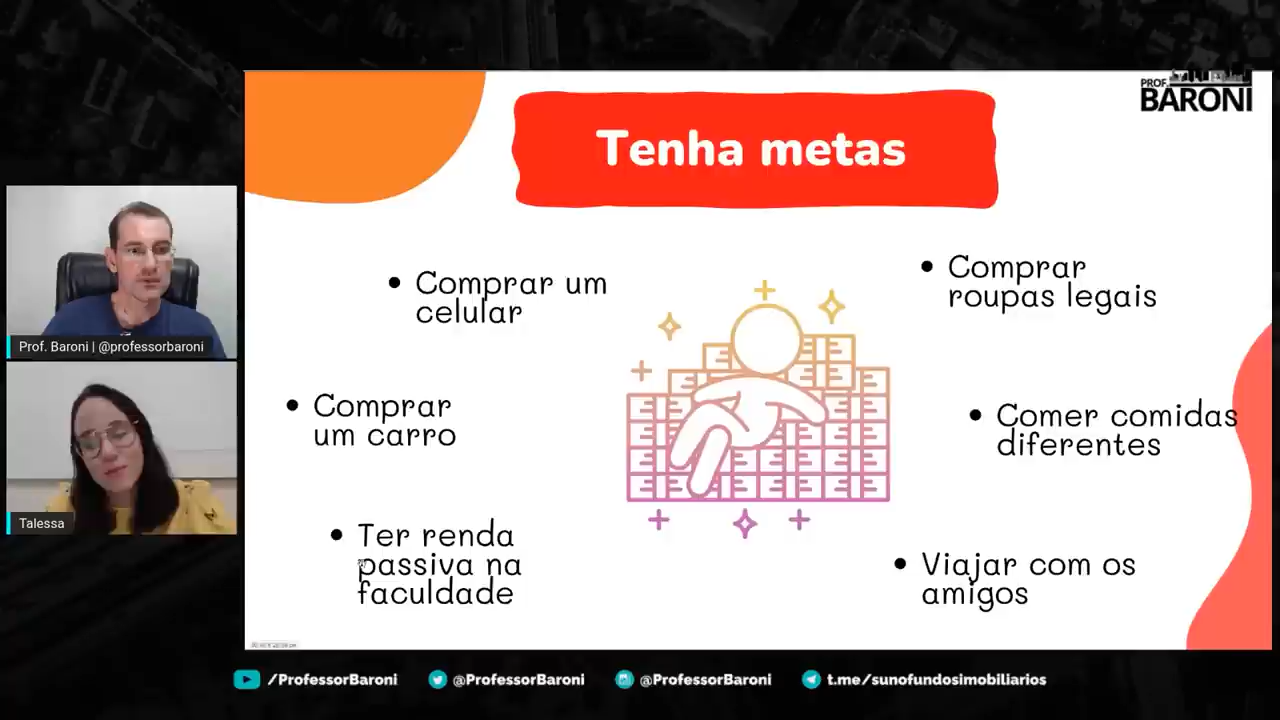 PROF.
BARONI
Tenha metas
Comprar um
celular
Comprar
roupas legais
Comprar
um carro
Comer comidas
diferentes
Ter renda
passiva na
faculdade
Viajar com os
amigos
Prof. Baroni | @professorbaroni
Talessa
/ProfessorBaroni
@ProfessorBaroni
@ProfessorBaroni
t.me/sunofundosimobiliarios